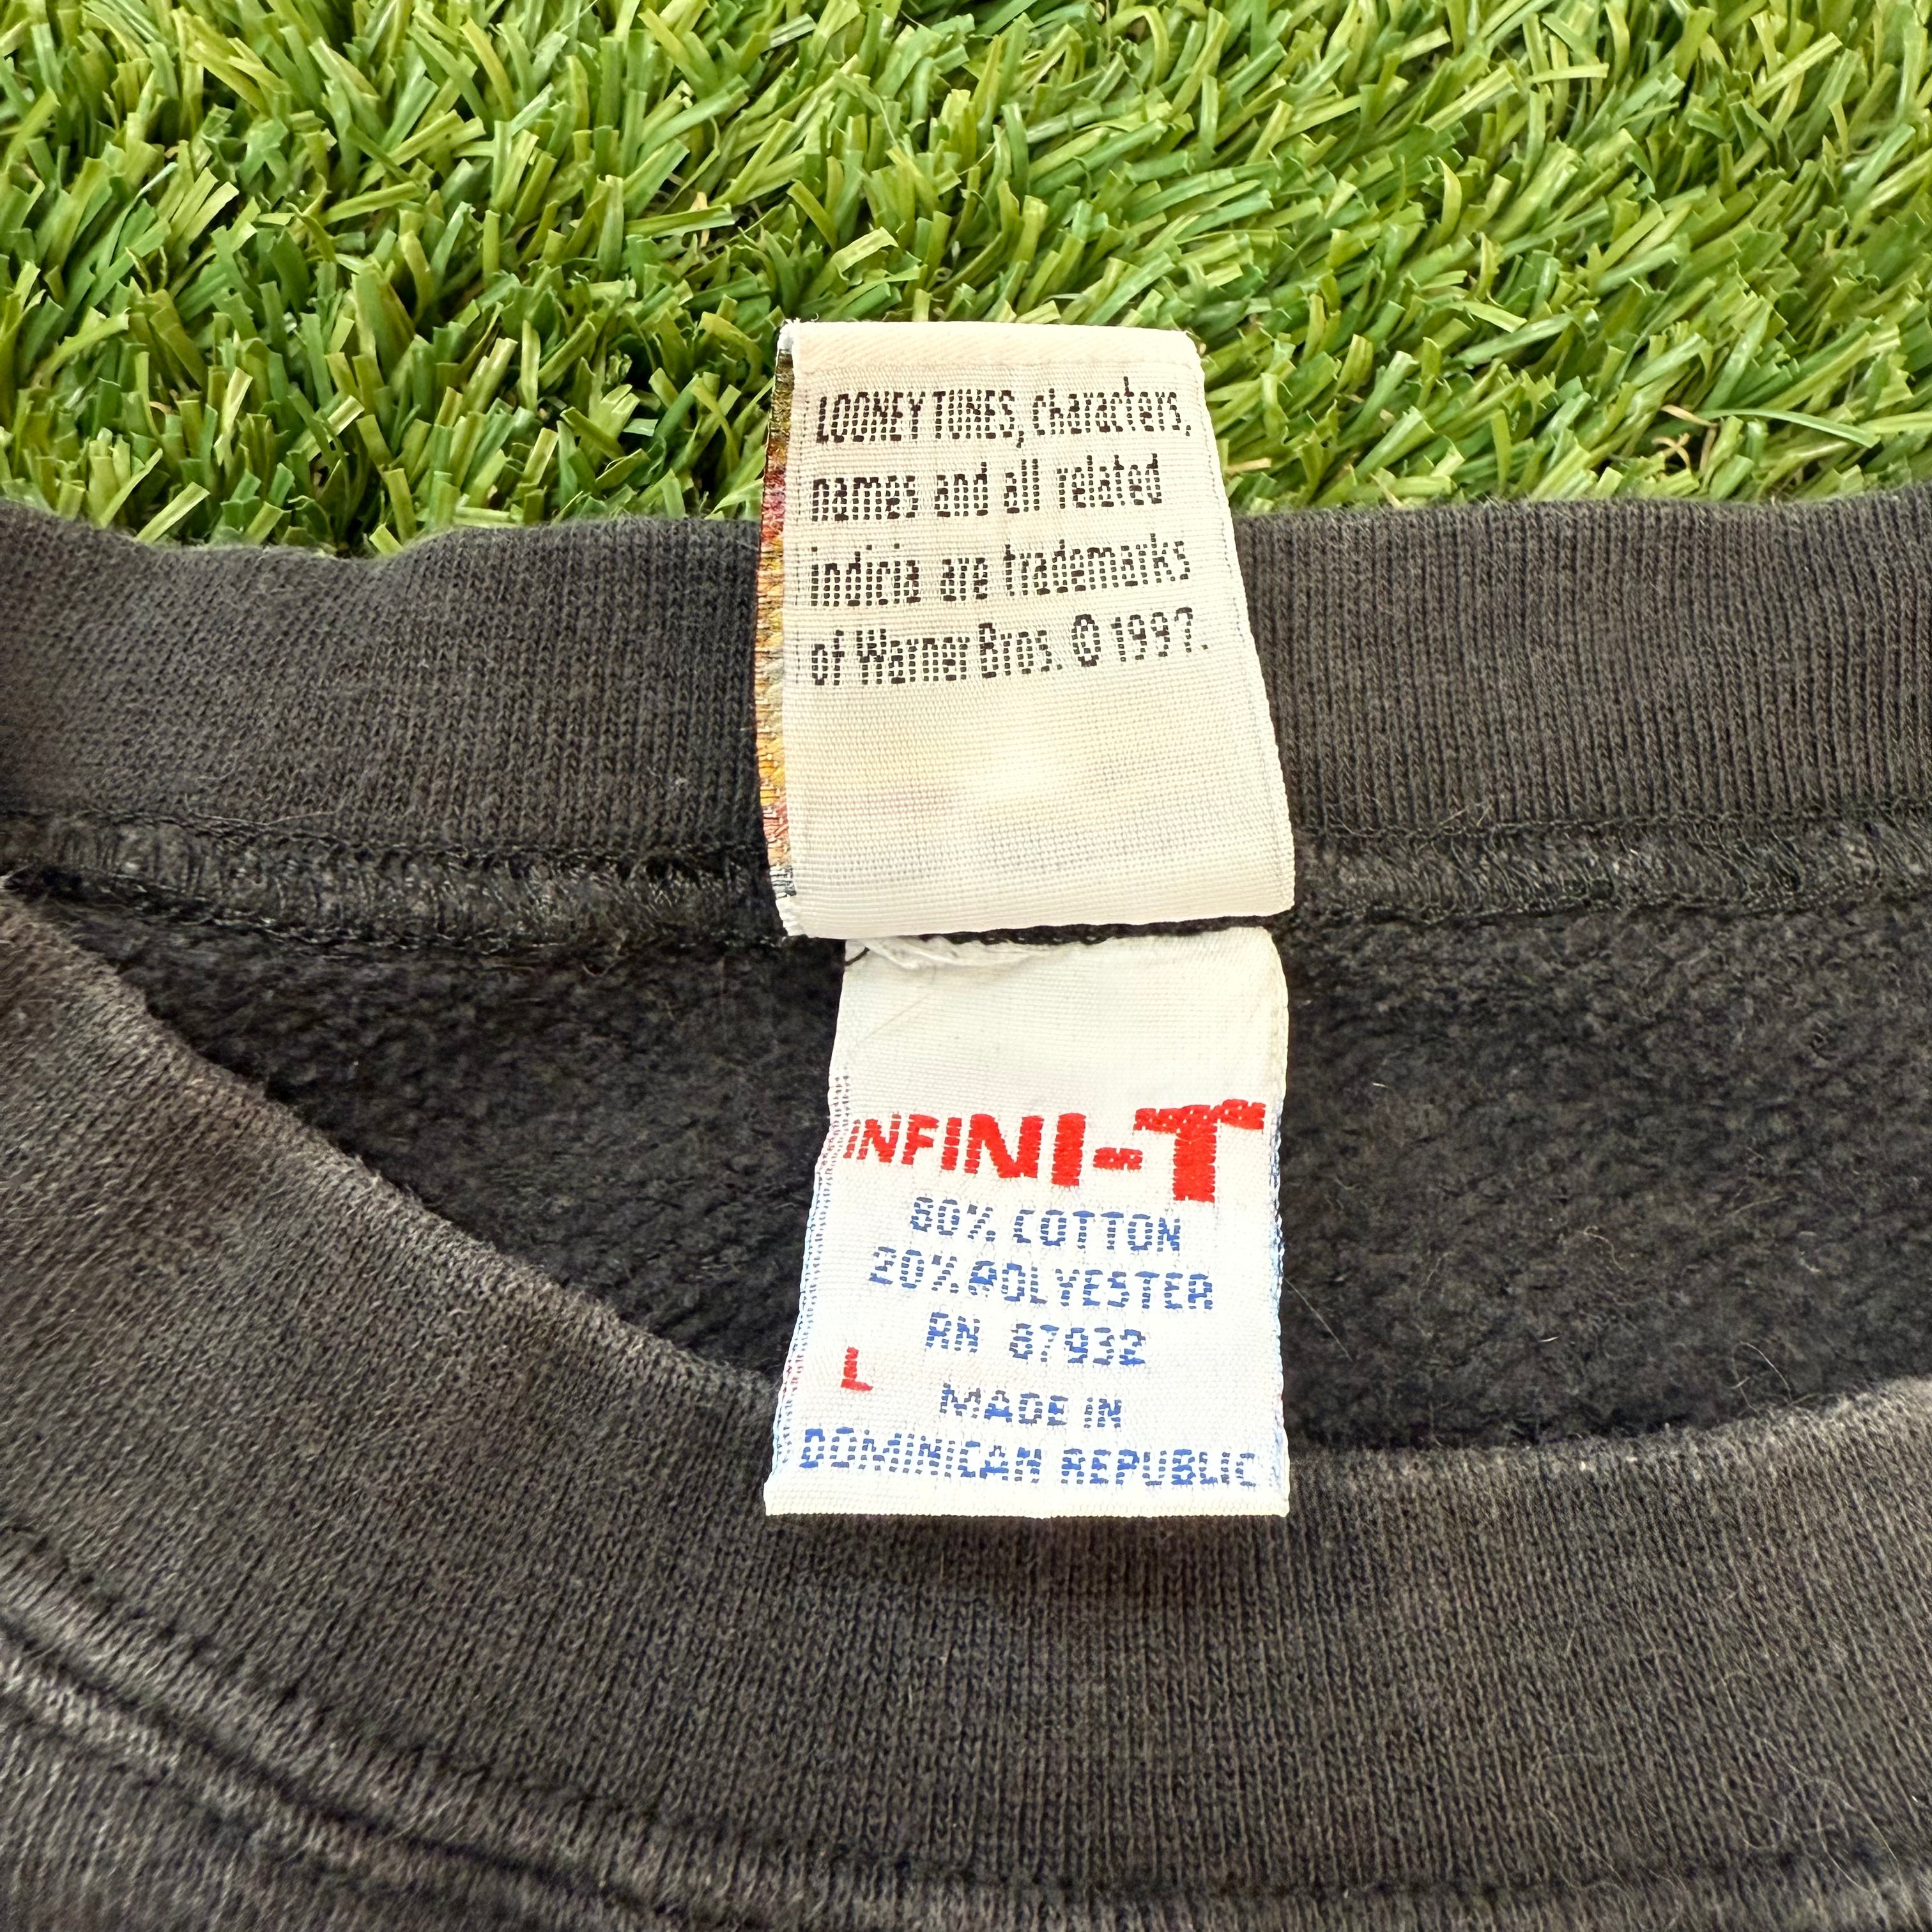 LOONEY TUNES, characters,
names and all related
indicia are trademarks
of Warner Bros. © 1997.
INFINI-T
80% COTTON
20% POLYESTER
RN 87932
L
MADE IN
DOMINICAN REPUBLIC